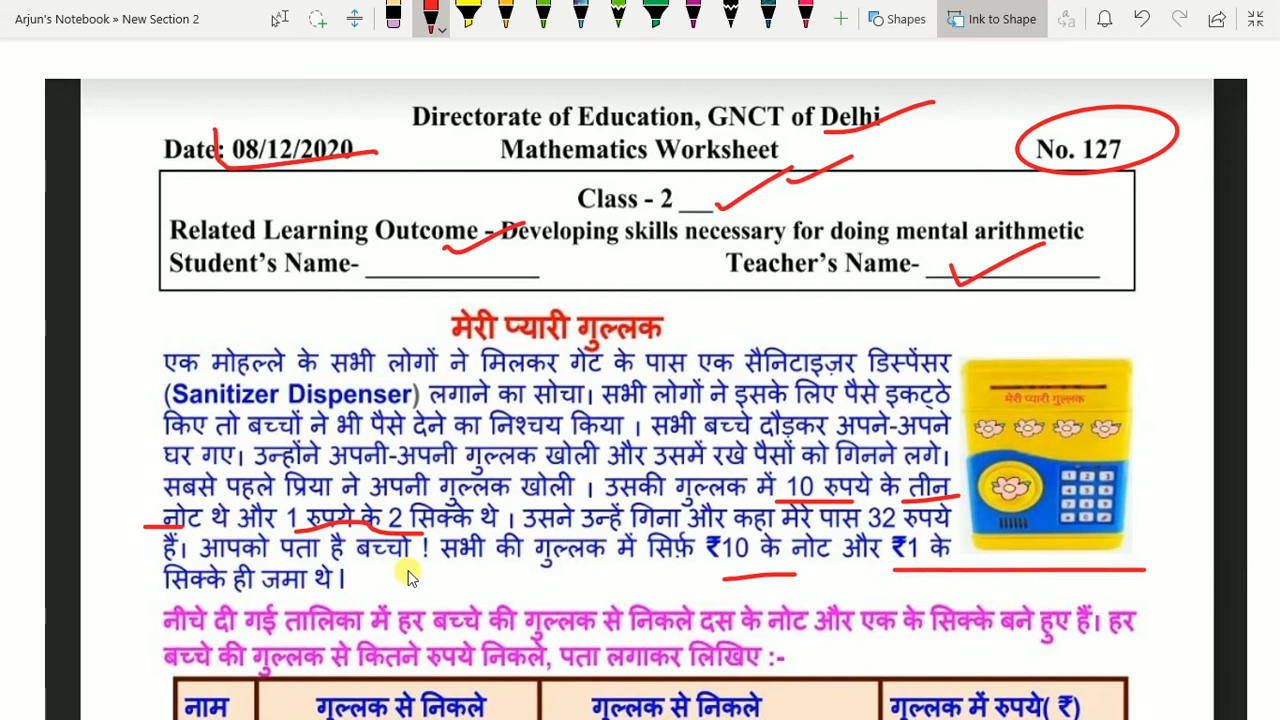 Arjun's Notebook » New Section 2
Shapes
Ink to Shape
Directorate of Education, GNCT of Delhi
Date: 08/12/2020 Mathematics Worksheet No. 127
Class - 2 __
Related Learning Outcome - Developing skills necessary for doing mental arithmetic
Student's Name- ____________ Teacher's Name- ____________
मेरी प्यारी गुल्लक
एक मोहल्ले के सभी लोगों ने मिलकर गेट के पास एक सैनिटाइज़र डिस्पेंसर
(Sanitizer Dispenser) लगाने का सोचा। सभी लोगों ने इसके लिए पैसे इकट्ठे
किए तो बच्चों ने भी पैसे देने का निश्चय किया । सभी बच्चे दौड़कर अपने-अपने
घर गए। उन्होंने अपनी-अपनी गुल्लक खोली और उसमें रखे पैसों को गिनने लगे।
सबसे पहले प्रिया ने अपनी गुल्लक खोली । उसकी गुल्लक में 10 रुपये के तीन
नोट थे और 1 रुपये के 2 सिक्के थे । उसने उन्हें गिना और कहा मेरे पास 32 रुपये
हैं। आपको पता है बच्चो ! सभी की गुल्लक में सिर्फ़ ₹10 के नोट और ₹1 के
सिक्के ही जमा थे।
मेरी प्यारी गुल्लक
नीचे दी गई तालिका में हर बच्चे की गुल्लक से निकले दस के नोट और एक के सिक्के बने हुए हैं। हर
बच्चे की गुल्लक से कितने रुपये निकले, पता लगाकर लिखिए :-
नाम गुल्लक से निकले गुल्लक से निकले गुल्लक में रुपये( ₹)